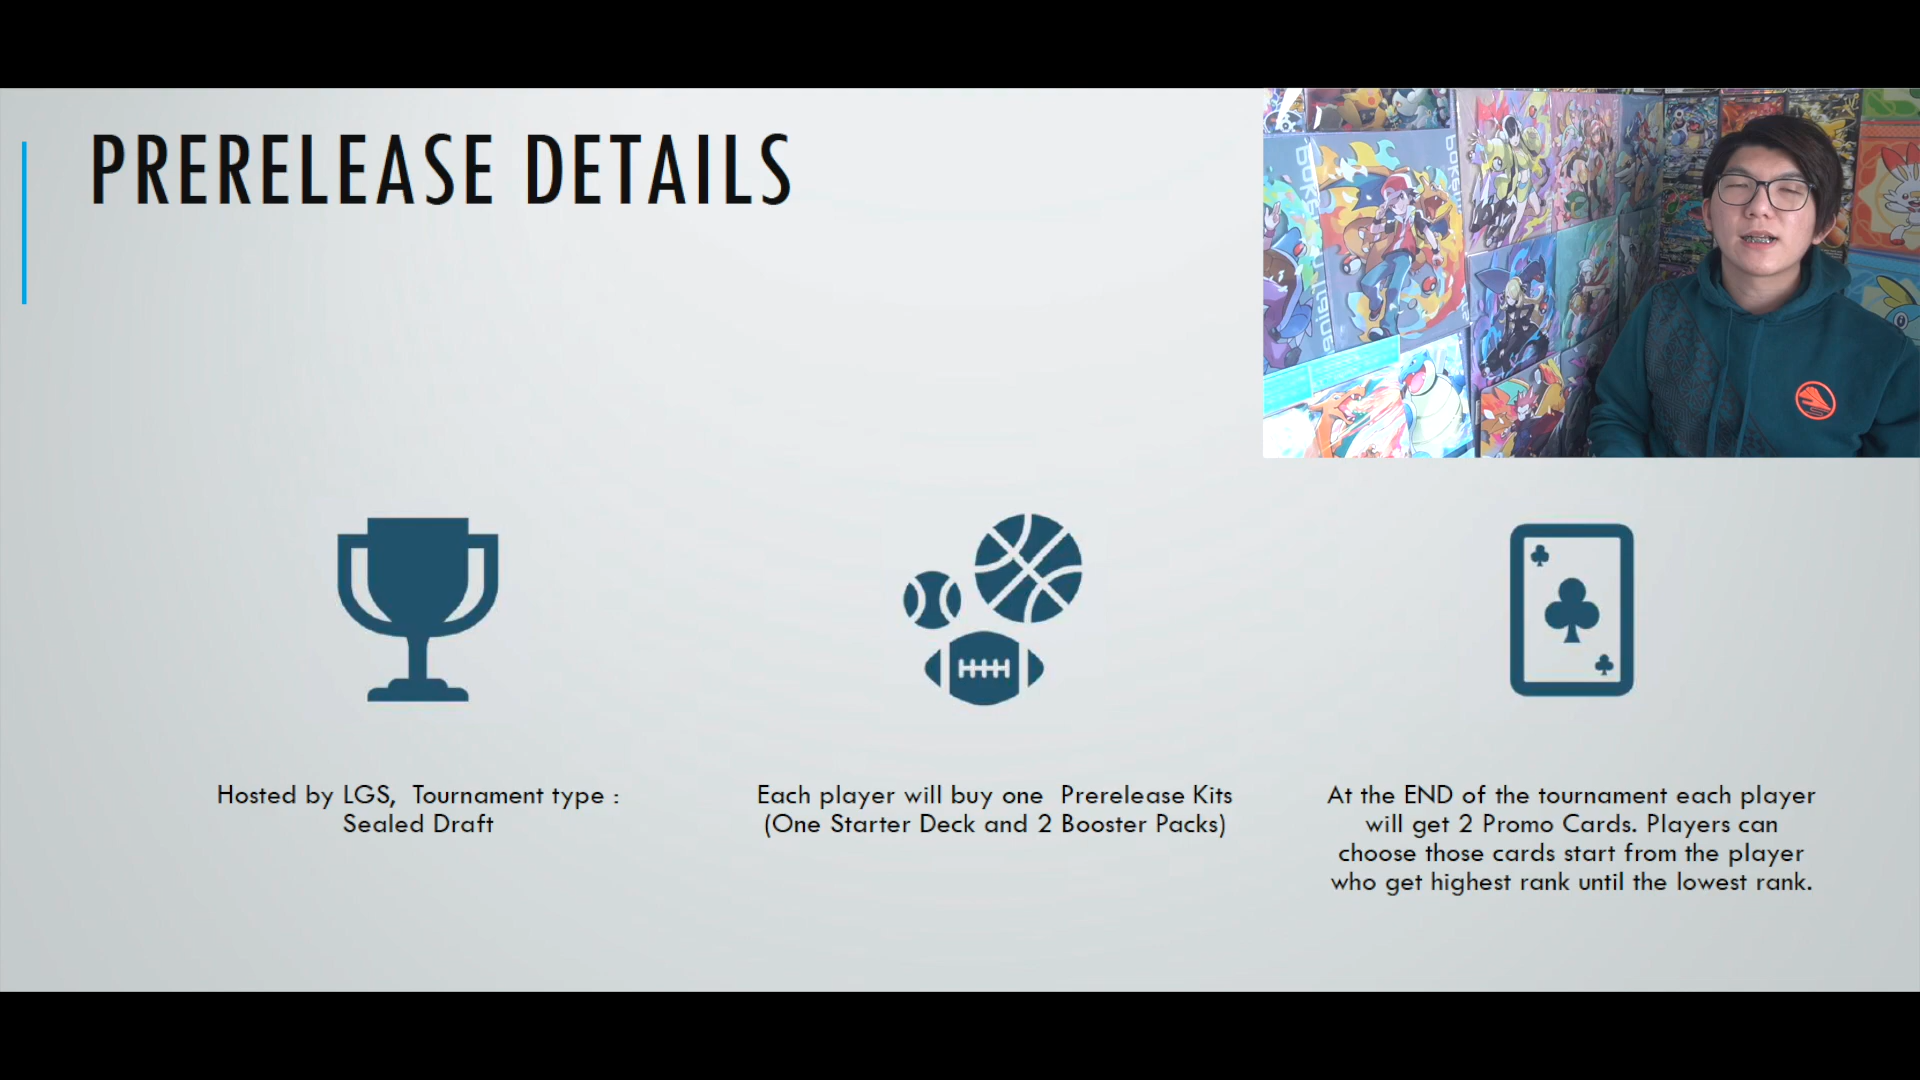 PRERELEASE DETAILS
Hosted by LGS,  Tournament type :
Sealed Draft
Each player will buy one  Prerelease Kits
(One Starter Deck and 2 Booster Packs)
At the END of the tournament each player
will get 2 Promo Cards. Players can
choose those cards start from the player
who get highest rank until the lowest rank.